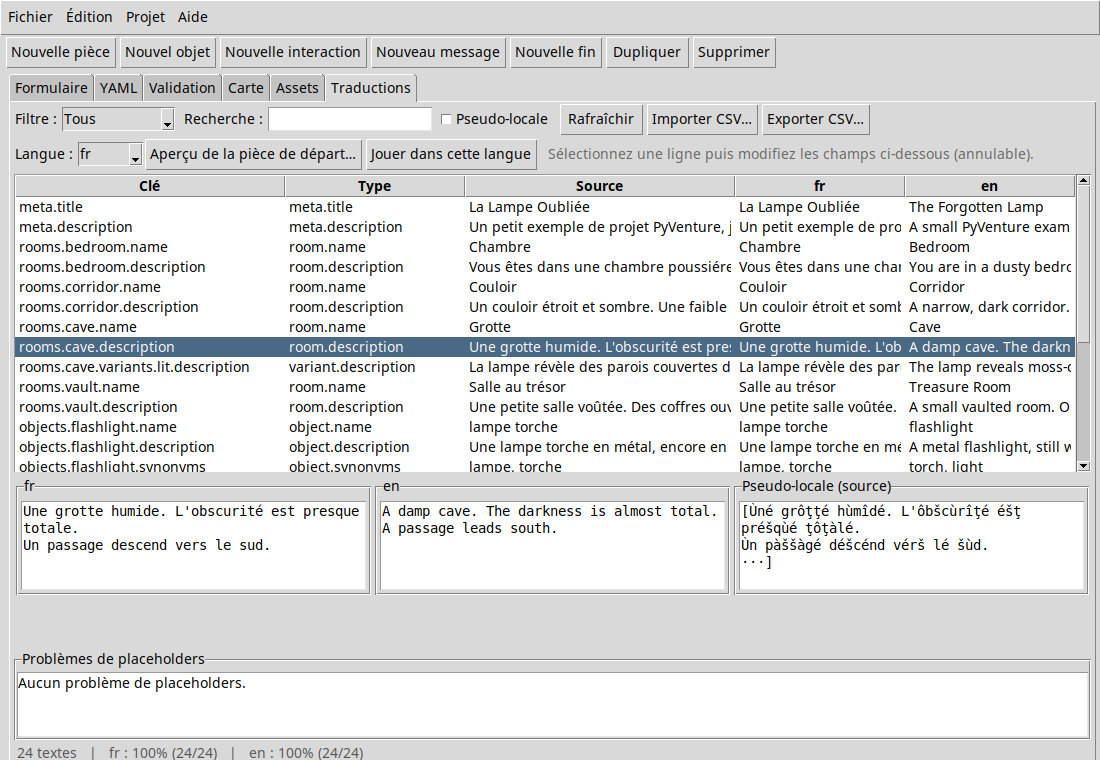 Fichier Édition Projet Aide
Nouvelle pièce Nouvel objet Nouvelle interaction Nouveau message Nouvelle fin Dupliquer Supprimer
Formulaire YAML Validation Carte Assets Traductions
Filtre : Tous Recherche : Pseudo-locale Rafraîchir Importer CSV... Exporter CSV...
Langue : fr Aperçu de la pièce de départ... Jouer dans cette langue Sélectionnez une ligne puis modifiez les champs ci-dessous (annulable).
Clé Type Source fr en
meta.title meta.title La Lampe Oubliée La Lampe Oubliée The Forgotten Lamp
meta.description meta.description Un petit exemple de projet PyVenture, j Un petit exemple de pro A small PyVenture exam
rooms.bedroom.name room.name Chambre Chambre Bedroom
rooms.bedroom.description room.description Vous êtes dans une chambre poussiére Vous êtes dans une char You are in a dusty bedro
rooms.corridor.name room.name Couloir Couloir Corridor
rooms.corridor.description room.description Un couloir étroit et sombre. Une faible Un couloir étroit et somb A narrow, dark corridor.
rooms.cave.name room.name Grotte Grotte Cave
rooms.cave.description room.description Une grotte humide. L'obscurité est pres Une grotte humide. L'ob A damp cave. The darkn
rooms.cave.variants.lit.description variant.description La lampe révèle des parois couvertes d La lampe révèle des par The lamp reveals moss-c
rooms.vault.name room.name Salle au trésor Salle au trésor Treasure Room
rooms.vault.description room.description Une petite salle voûtée. Des coffres ouv Une petite salle voûtée. A small vaulted room. O
objects.flashlight.name object.name lampe torche lampe torche flashlight
objects.flashlight.description object.description Une lampe torche en métal, encore en Une lampe torche en mé A metal flashlight, still w
objects.flashlight.synonyms object.synonyms lampe, torche lampe, torche torch, light
fr en Pseudo-locale (source)
Une grotte humide. L'obscurité est presque
totale.
Un passage descend vers le sud.
A damp cave. The darkness is almost total.
A passage leads south.
[Ùné grôţţé hùmîdé. L'ôbšcùrîţé éšţ
préšqùé ţôţàlé.
Ùn pàššàgé déšcénd vérš lé šùd.
···]
Problèmes de placeholders
Aucun problème de placeholders.
24 textes | fr : 100% (24/24) | en : 100% (24/24)